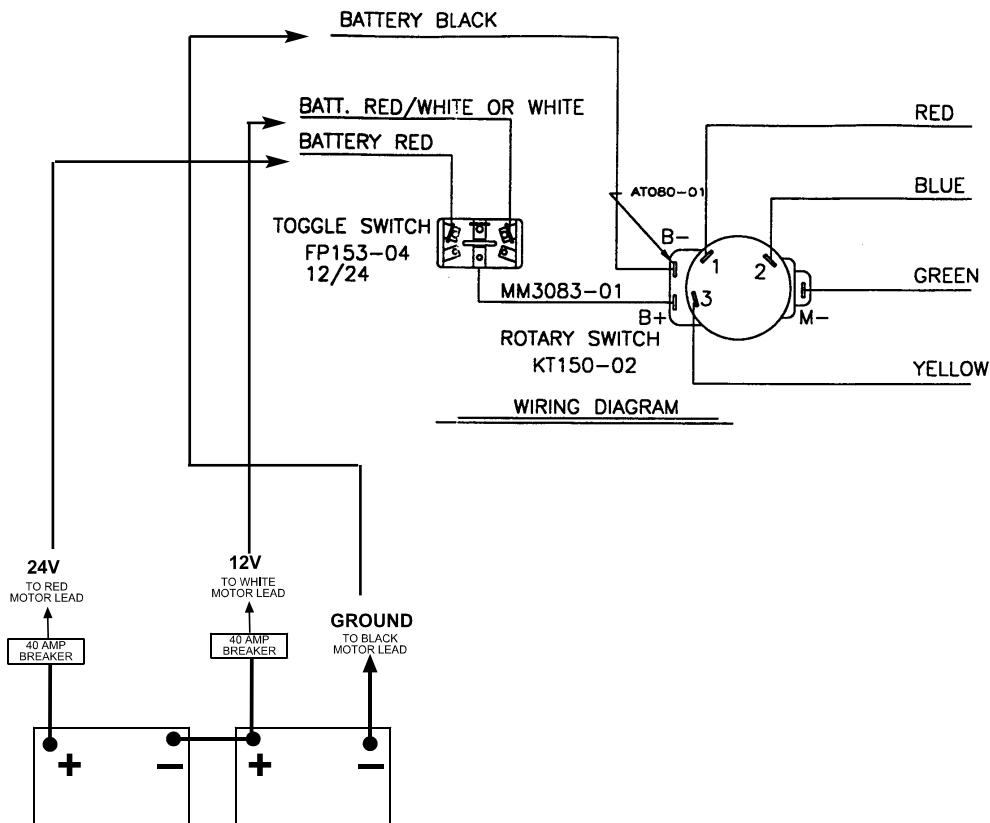 BATTERY BLACK
BATT. RED/WHITE OR WHITE
BATTERY RED
RED
AT080-01
BLUE
TOGGLE SWITCH
FP153-04
12/24
B-
1
2
3
GREEN
MM3083-01
B+
M-
ROTARY SWITCH
KT150-02
YELLOW
WIRING DIAGRAM
24V
TO RED
MOTOR LEAD
40 AMP
BREAKER
12V
TO WHITE
MOTOR LEAD
40 AMP
BREAKER
GROUND
TO BLACK
MOTOR LEAD
+
−
+
−